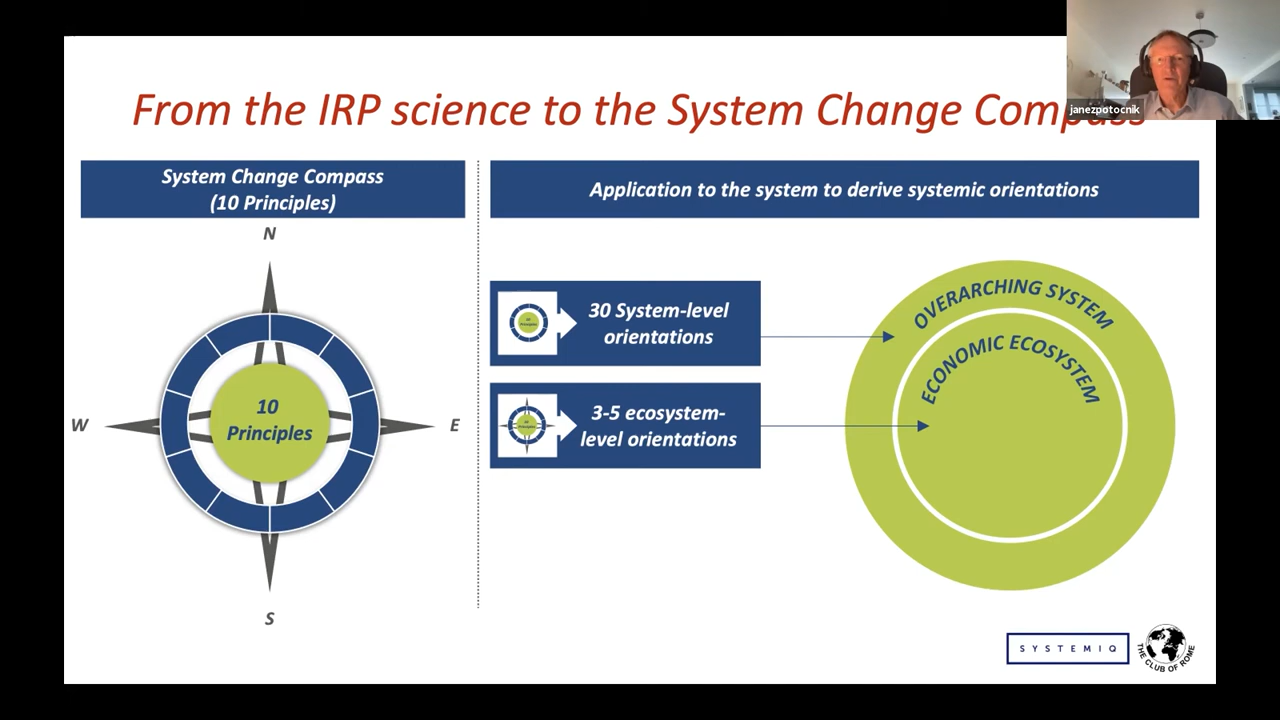 From the IRP science to the System Change Compass
janezpotocnik
System Change Compass
(10 Principles)
Application to the system to derive systemic orientations
N
W
E
S
10
Principles
30 System-level
orientations
3-5 ecosystem-
level orientations
OVERARCHING SYSTEM
ECONOMIC ECOSYSTEM
SYSTEMIQ
THE CLUB OF ROME